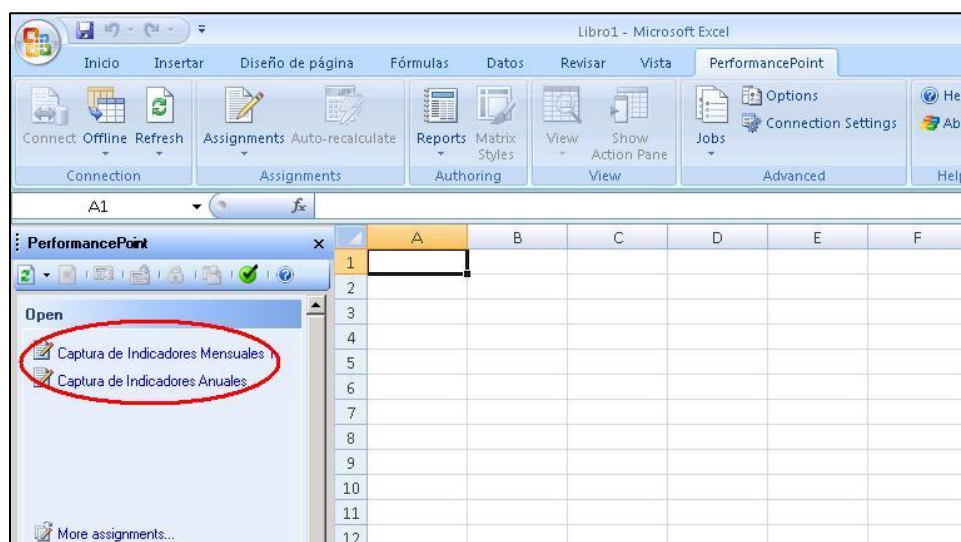 Libro1 - Microsoft Excel
Inicio Insertar Diseño de página Fórmulas Datos Revisar Vista PerformancePoint
Options
Connection Settings
Connect Offline Refresh Assignments Auto-recalculate Reports Matrix Styles View Show Action Pane Jobs
Connection Assignments Authoring View Advanced
A1 fx
PerformancePoint x
A B C D E F
1
2
Open
3
4
Captura de Indicadores Mensuales
5
Captura de Indicadores Anuales
6
7
8
9
10
11
More assignments...
12